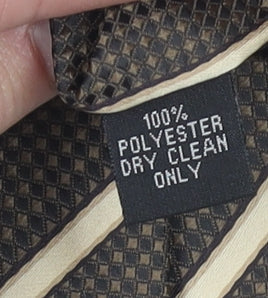 100%
POLYESTER
DRY CLEAN
ONLY